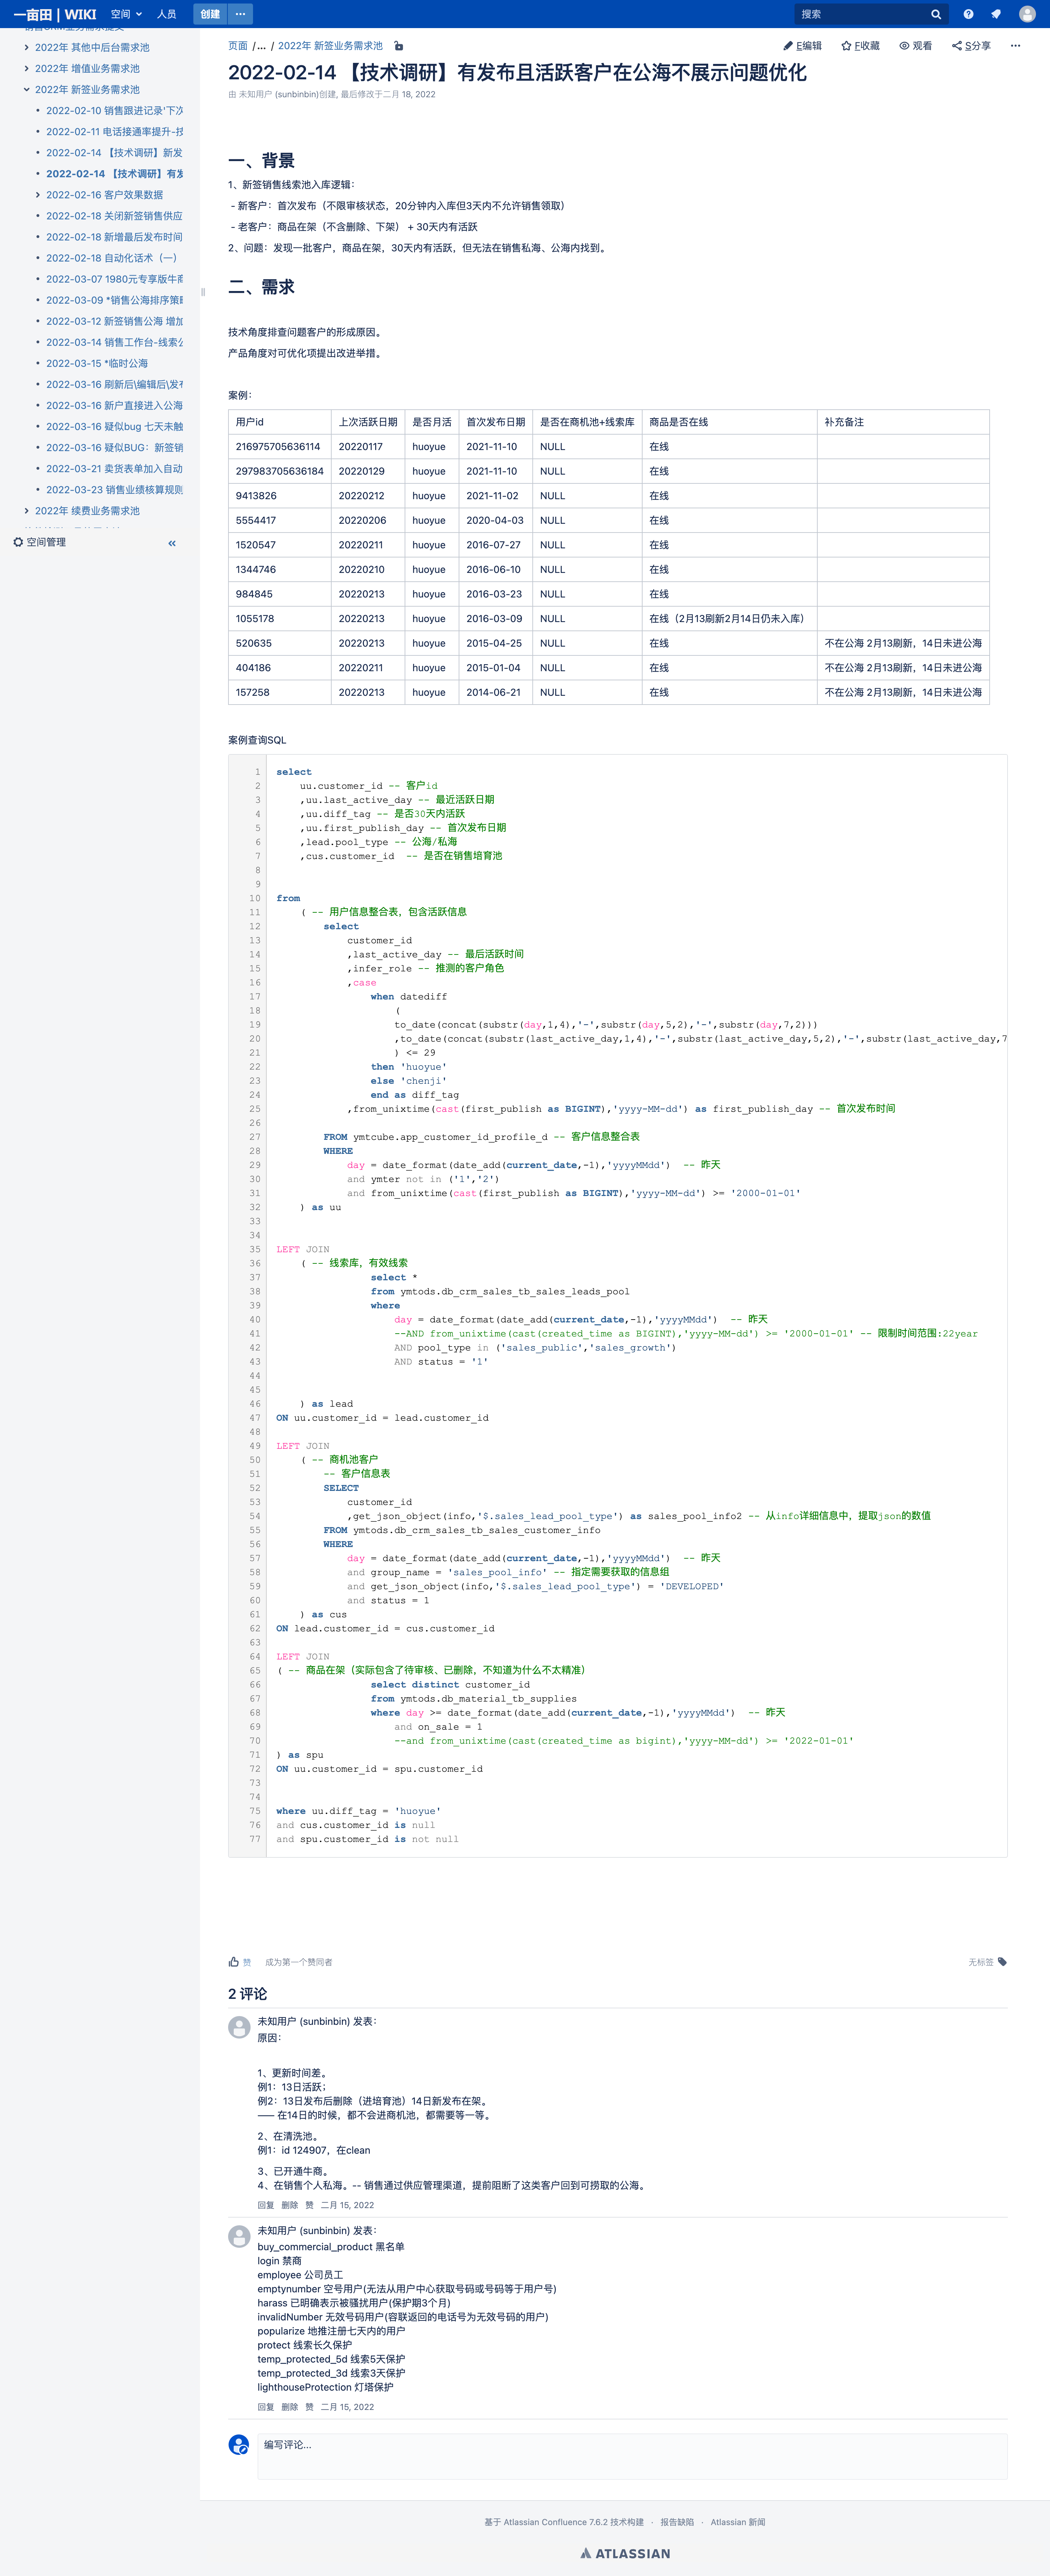 一亩田 | WIKI 空间 人员 创建 ... 搜索
2022年 其他中后台需求池
2022年 增值业务需求池
2022年 新签业务需求池
2022-02-10 销售跟进记录'下次
2022-02-11 电话接通率提升-技
2022-02-14 【技术调研】新发
2022-02-14 【技术调研】有发
2022-02-16 客户效果数据
2022-02-18 关闭新签销售供应
2022-02-18 新增最后发布时间
2022-02-18 自动化话术（一）
2022-03-07 1980元专享版牛商
2022-03-09 *销售公海排序策略
2022-03-12 新签销售公海 增加
2022-03-14 销售工作台-线索公
2022-03-15 *临时公海
2022-03-16 刷新后\编辑后\发布
2022-03-16 新户直接进入公海
2022-03-16 疑似bug 七天未触
2022-03-16 疑似BUG：新签销
2022-03-21 卖货表单加入自动
2022-03-23 销售业绩核算规则
2022年 续费业务需求池
空间管理 «
页面 /... / 2022年 新签业务需求池 E编辑 F收藏 观看 S分享 ...
2022-02-14 【技术调研】有发布且活跃客户在公海不展示问题优化
由 未知用户 (sunbinbin)创建, 最后修改于二月 18, 2022
一、背景
1、新签销售线索池入库逻辑：
- 新客户：首次发布（不限审核状态，20分钟内入库但3天内不允许销售领取）
- 老客户：商品在架（不含删除、下架） + 30天内有活跃
2、问题：发现一批客户，商品在架，30天内有活跃，但无法在销售私海、公海内找到。
二、需求
技术角度排查问题客户的形成原因。
产品角度对可优化项提出改进举措。
案例：
用户id 上次活跃日期 是否月活 首次发布日期 是否在商机池+线索库 商品是否在线 补充备注
216975705636114 20220117 huoyue 2021-11-10 NULL 在线
297983705636184 20220129 huoyue 2021-11-10 NULL 在线
9413826 20220212 huoyue 2021-11-02 NULL 在线
5554417 20220206 huoyue 2020-04-03 NULL 在线
1520547 20220211 huoyue 2016-07-27 NULL 在线
1344746 20220210 huoyue 2016-06-10 NULL 在线
984845 20220213 huoyue 2016-03-23 NULL 在线
1055178 20220213 huoyue 2016-03-09 NULL 在线（2月13刷新2月14日仍未入库）
520635 20220213 huoyue 2015-04-25 NULL 在线 不在公海 2月13刷新，14日未进公海
404186 20220211 huoyue 2015-01-04 NULL 在线 不在公海 2月13刷新，14日未进公海
157258 20220213 huoyue 2014-06-21 NULL 在线 不在公海 2月13刷新，14日未进公海
案例查询SQL
1 select
2 uu.customer_id -- 客户id
3 ,uu.last_active_day -- 最近活跃日期
4 ,uu.diff_tag -- 是否30天内活跃
5 ,uu.first_publish_day -- 首次发布日期
6 ,lead.pool_type -- 公海/私海
7 ,cus.customer_id  -- 是否在销售培育池
8
9
10 from
11 ( -- 用户信息整合表，包含活跃信息
12 select
13 customer_id
14 ,last_active_day -- 最后活跃时间
15 ,infer_role -- 推测的客户角色
16 ,case
17 when datediff
18 (
19 to_date(concat(substr(day,1,4),'-',substr(day,5,2),'-',substr(day,7,2)))
20 ,to_date(concat(substr(last_active_day,1,4),'-',substr(last_active_day,5,2),'-',substr(last_active_day,7
21 ) <= 29
22 then 'huoyue'
23 else 'chenji'
24 end as diff_tag
25 ,from_unixtime(cast(first_publish as BIGINT),'yyyy-MM-dd') as first_publish_day -- 首次发布时间
26
27 FROM ymtcube.app_customer_id_profile_d -- 客户信息整合表
28 WHERE
29 day = date_format(date_add(current_date,-1),'yyyyMMdd')  -- 昨天
30 and ymter not in ('1','2')
31 and from_unixtime(cast(first_publish as BIGINT),'yyyy-MM-dd') >= '2000-01-01'
32 ) as uu
33
34
35 LEFT JOIN
36 ( -- 线索库，有效线索
37 select *
38 from ymtods.db_crm_sales_tb_sales_leads_pool
39 where
40 day = date_format(date_add(current_date,-1),'yyyyMMdd')  -- 昨天
41 --AND from_unixtime(cast(created_time as BIGINT),'yyyy-MM-dd') >= '2000-01-01' -- 限制时间范围:22year
42 AND pool_type in ('sales_public','sales_growth')
43 AND status = '1'
44
45
46 ) as lead
47 ON uu.customer_id = lead.customer_id
48
49 LEFT JOIN
50 ( -- 商机池客户
51 -- 客户信息表
52 SELECT
53 customer_id
54 ,get_json_object(info,'$.sales_lead_pool_type') as sales_pool_info2 -- 从info详细信息中，提取json的数值
55 FROM ymtods.db_crm_sales_tb_sales_customer_info
56 WHERE
57 day = date_format(date_add(current_date,-1),'yyyyMMdd')  -- 昨天
58 and group_name = 'sales_pool_info' -- 指定需要获取的信息组
59 and get_json_object(info,'$.sales_lead_pool_type') = 'DEVELOPED'
60 and status = 1
61 ) as cus
62 ON lead.customer_id = cus.customer_id
63
64 LEFT JOIN
65 ( -- 商品在架（实际包含了待审核、已删除，不知道为什么不太精准）
66 select distinct customer_id
67 from ymtods.db_material_tb_supplies
68 where day >= date_format(date_add(current_date,-1),'yyyyMMdd')  -- 昨天
69 and on_sale = 1
70 --and from_unixtime(cast(created_time as bigint),'yyyy-MM-dd') >= '2022-01-01'
71 ) as spu
72 ON uu.customer_id = spu.customer_id
73
74
75 where uu.diff_tag = 'huoyue'
76 and cus.customer_id is null
77 and spu.customer_id is not null
赞 成为第一个赞同者 无标签
2 评论
未知用户 (sunbinbin) 发表：
原因：
1、更新时间差。
例1：13日活跃；
例2：13日发布后删除（进培育池）14日新发布在架。
—— 在14日的时候，都不会进商机池，都需要等一等。
2、在清洗池。
例1：id 124907，在clean
3、已开通牛商。
4、在销售个人私海。-- 销售通过供应管理渠道，提前阻断了这类客户回到可捞取的公海。
回复 删除 赞 二月 15, 2022
未知用户 (sunbinbin) 发表：
buy_commercial_product 黑名单
login 禁商
employee 公司员工
emptynumber 空号用户(无法从用户中心获取号码或号码等于用户号)
harass 已明确表示被骚扰用户(保护期3个月)
invalidNumber 无效号码用户(容联返回的电话号为无效号码的用户)
popularize 地推注册七天内的用户
protect 线索长久保护
temp_protected_5d 线索5天保护
temp_protected_3d 线索3天保护
lighthouseProtection 灯塔保护
回复 删除 赞 二月 15, 2022
编写评论...
基于 Atlassian Confluence 7.6.2 技术构建 · 报告缺陷 · Atlassian 新闻
ATLASSIAN